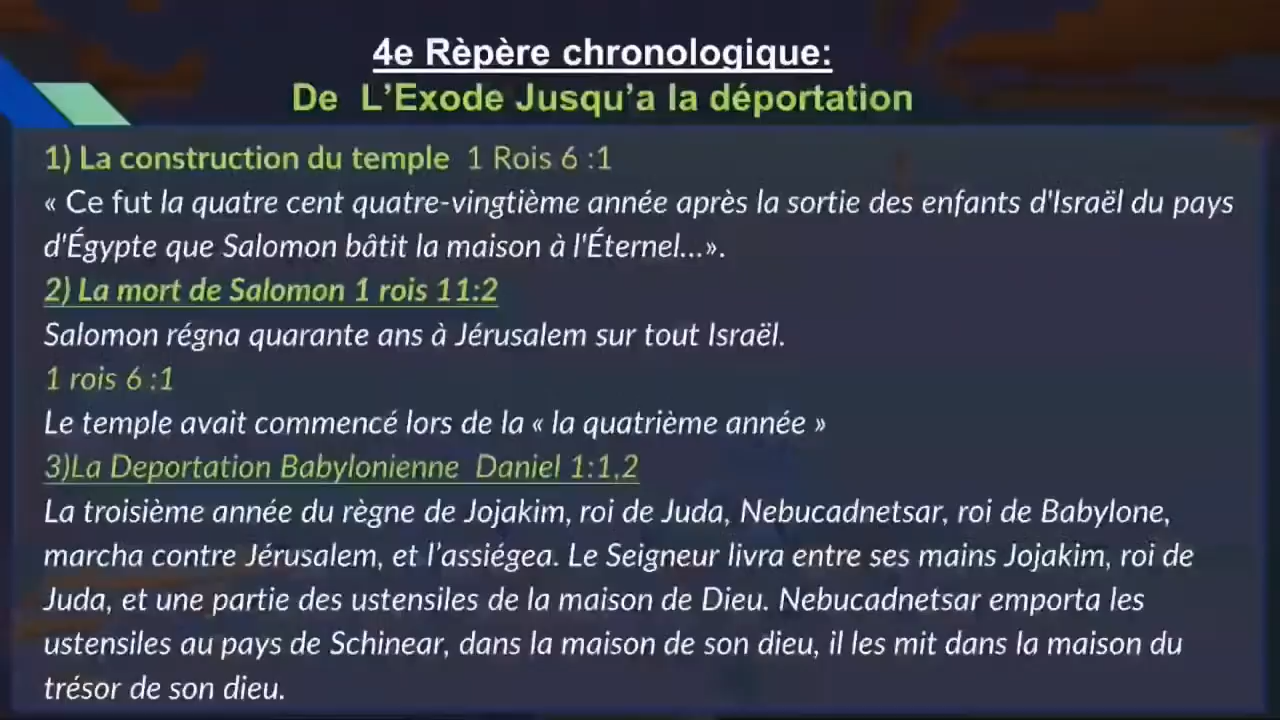 4e Rèpère chronologique:
De L’Exode Jusqu’a la déportation
1) La construction du temple 1 Rois 6 :1
« Ce fut la quatre cent quatre-vingtième année après la sortie des enfants d'Israël du pays
d'Égypte que Salomon bâtit la maison à l'Éternel...».
2) La mort de Salomon 1 rois 11:2
Salomon régna quarante ans à Jérusalem sur tout Israël.
1 rois 6 :1
Le temple avait commencé lors de la « la quatrième année »
3)La Deportation Babylonienne Daniel 1:1,2
La troisième année du règne de Jojakim, roi de Juda, Nebucadnetsar, roi de Babylone,
marcha contre Jérusalem, et l’assiégea. Le Seigneur livra entre ses mains Jojakim, roi de
Juda, et une partie des ustensiles de la maison de Dieu. Nebucadnetsar emporta les
ustensiles au pays de Schinear, dans la maison de son dieu, il les mit dans la maison du
trésor de son dieu.